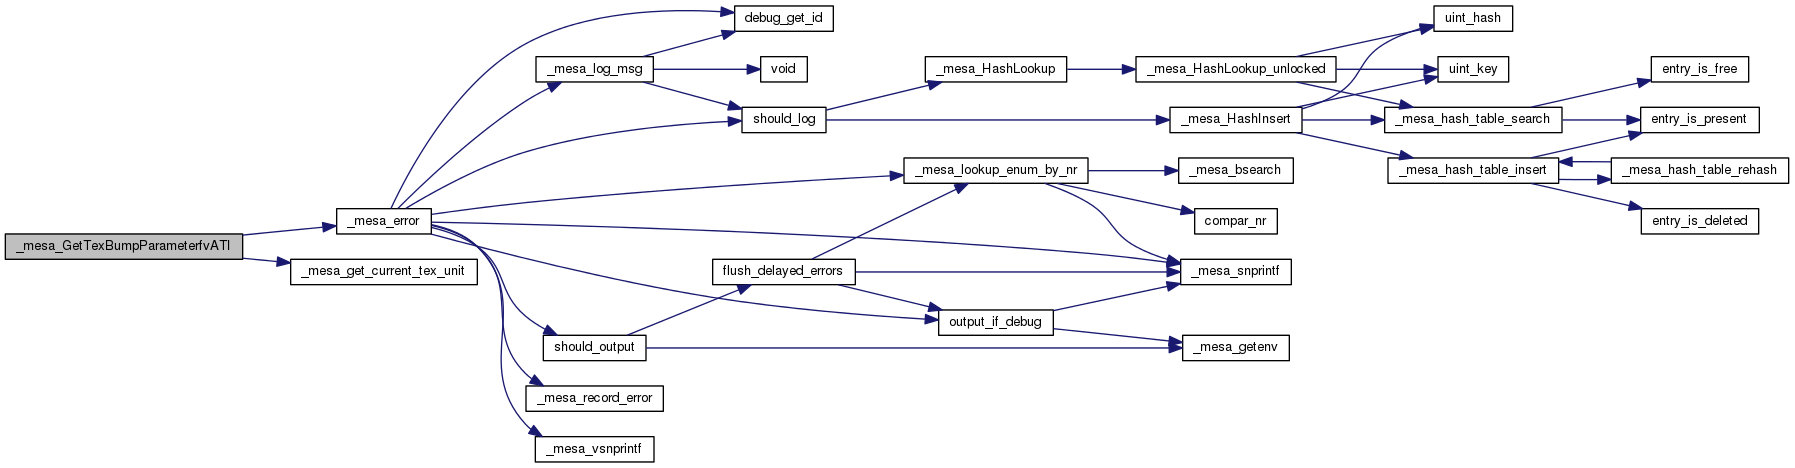 _mesa_GetTexBumpParameterfvATI
_mesa_error
_mesa_get_current_tex_unit
debug_get_id
_mesa_log_msg
void
should_log
_mesa_HashLookup
_mesa_HashLookup_unlocked
_mesa_HashInsert
uint_hash
uint_key
_mesa_hash_table_search
_mesa_hash_table_insert
entry_is_free
entry_is_present
_mesa_hash_table_rehash
entry_is_deleted
_mesa_lookup_enum_by_nr
_mesa_bsearch
compar_nr
_mesa_snprintf
flush_delayed_errors
output_if_debug
_mesa_getenv
should_output
_mesa_record_error
_mesa_vsnprintf